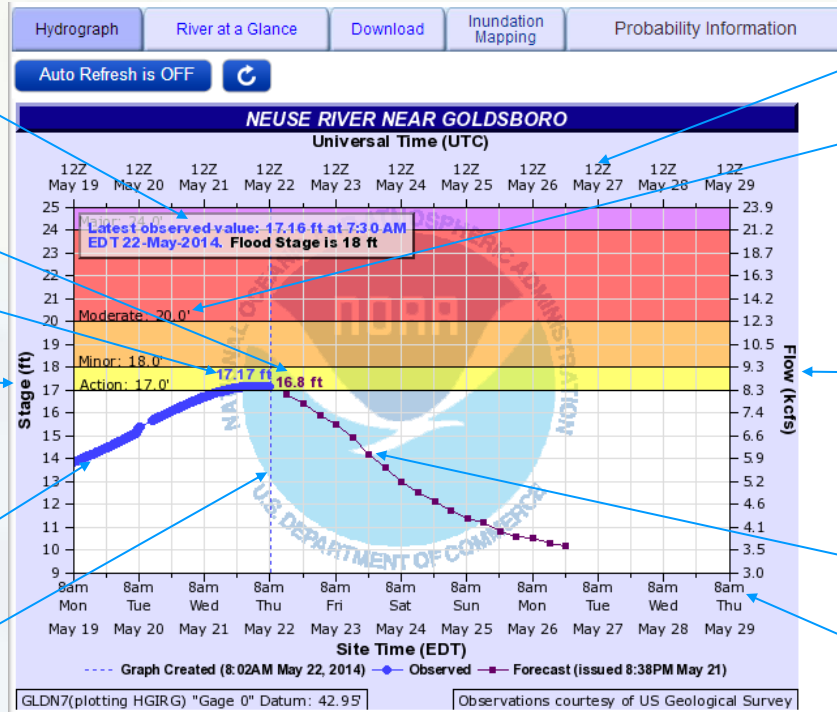 Hydrograph River at a Glance Download Inundation Mapping Probability Information
Auto Refresh is OFF
NEUSE RIVER NEAR GOLDSBORO
Universal Time (UTC)
12Z 12Z 12Z 12Z 12Z 12Z 12Z 12Z 12Z 12Z 12Z
May 19 May 20 May 21 May 22 May 23 May 24 May 25 May 26 May 27 May 28 May 29
Major: 24.0'
Latest observed value: 17.16 ft at 7:30 AM
EDT 22-May-2014. Flood Stage is 18 ft
Moderate: 20.0'
Minor: 18.0'
Action: 17.0'
17.17 ft
16.8 ft
Stage (ft)
25
24
23
22
21
20
19
18
17
16
15
14
13
12
11
10
9
Flow (kcfs)
23.9
21.2
18.7
16.3
14.2
12.3
10.5
9.3
8.3
7.4
6.6
5.9
5.2
4.6
4.1
3.5
3.0
NATIONAL OCEANIC AND ATMOSPHERIC ADMINISTRATION
NOAA
U.S. DEPARTMENT OF COMMERCE
8am 8am 8am 8am 8am 8am 8am 8am 8am 8am 8am
Mon Tue Wed Thu Fri Sat Sun Mon Tue Wed Thu
May 19 May 20 May 21 May 22 May 23 May 24 May 25 May 26 May 27 May 28 May 29
Site Time (EDT)
Graph Created (8:02AM May 22, 2014) Observed Forecast (issued 8:38PM May 21)
GLDN7(plotting HGIRG) "Gage 0" Datum: 42.95'
Observations courtesy of US Geological Survey